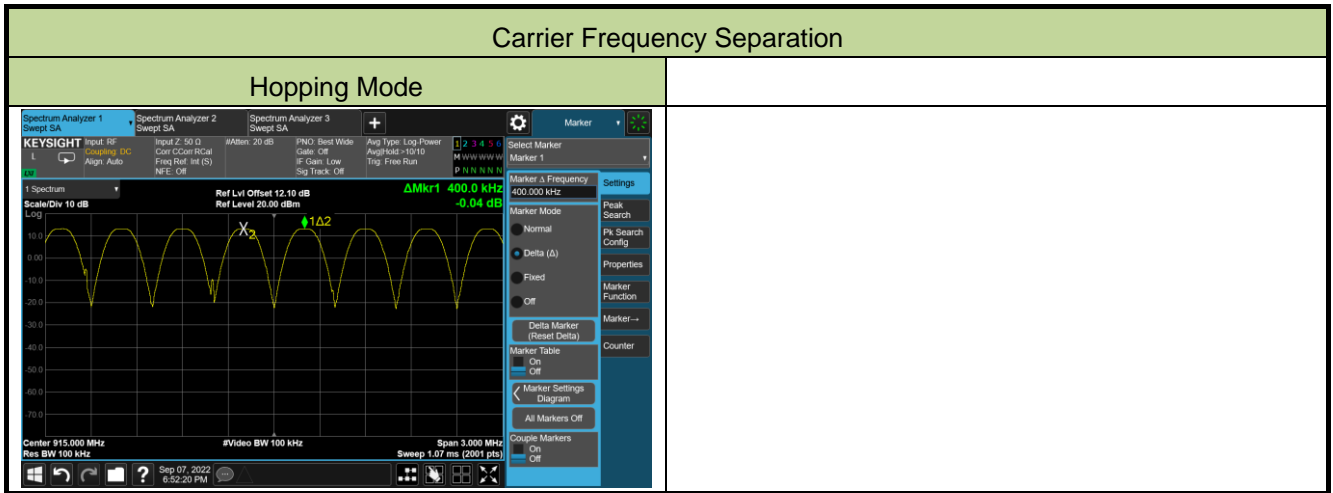 Carrier Frequency Separation
Hopping Mode
Spectrum Analyzer 1
Swept SA
Spectrum Analyzer 2
Swept SA
Spectrum Analyzer 3
Swept SA
+
Marker
KEYSIGHT
L
Input: RF
Coupling: DC
Align: Auto
Input Z: 50 Ω
Corr CCorr RCal
Freq Ref: Int (S)
NFE: Off
#Atten: 20 dB
PNO: Best Wide
Gate: Off
IF Gain: Low
Sig Track: Off
Avg Type: Log-Power
Avg|Hold:>10/10
Trig: Free Run
1 2 3 4 5 6
M W W W W W
P N N N N N
Select Marker
Marker 1
1 Spectrum
Scale/Div 10 dB
Log
Ref Lvl Offset 12.10 dB
Ref Level 20.00 dBm
ΔMkr1 400.0 kHz
-0.04 dB
X2
1Δ2
10.0
0.00
-10.0
-20.0
-30.0
-40.0
-50.0
-60.0
-70.0
Center 915.000 MHz
Res BW 100 kHz
#Video BW 100 kHz
Span 3.000 MHz
Sweep 1.07 ms (2001 pts)
Marker Δ Frequency
400.000 kHz
Marker Mode
Normal
Delta (Δ)
Fixed
Off
Delta Marker
(Reset Delta)
Marker Table
On
Off
Marker Settings
Diagram
All Markers Off
Couple Markers
On
Off
Settings
Peak
Search
Pk Search
Config
Properties
Marker
Function
Marker→
Counter
?
Sep 07, 2022
6:52:20 PM